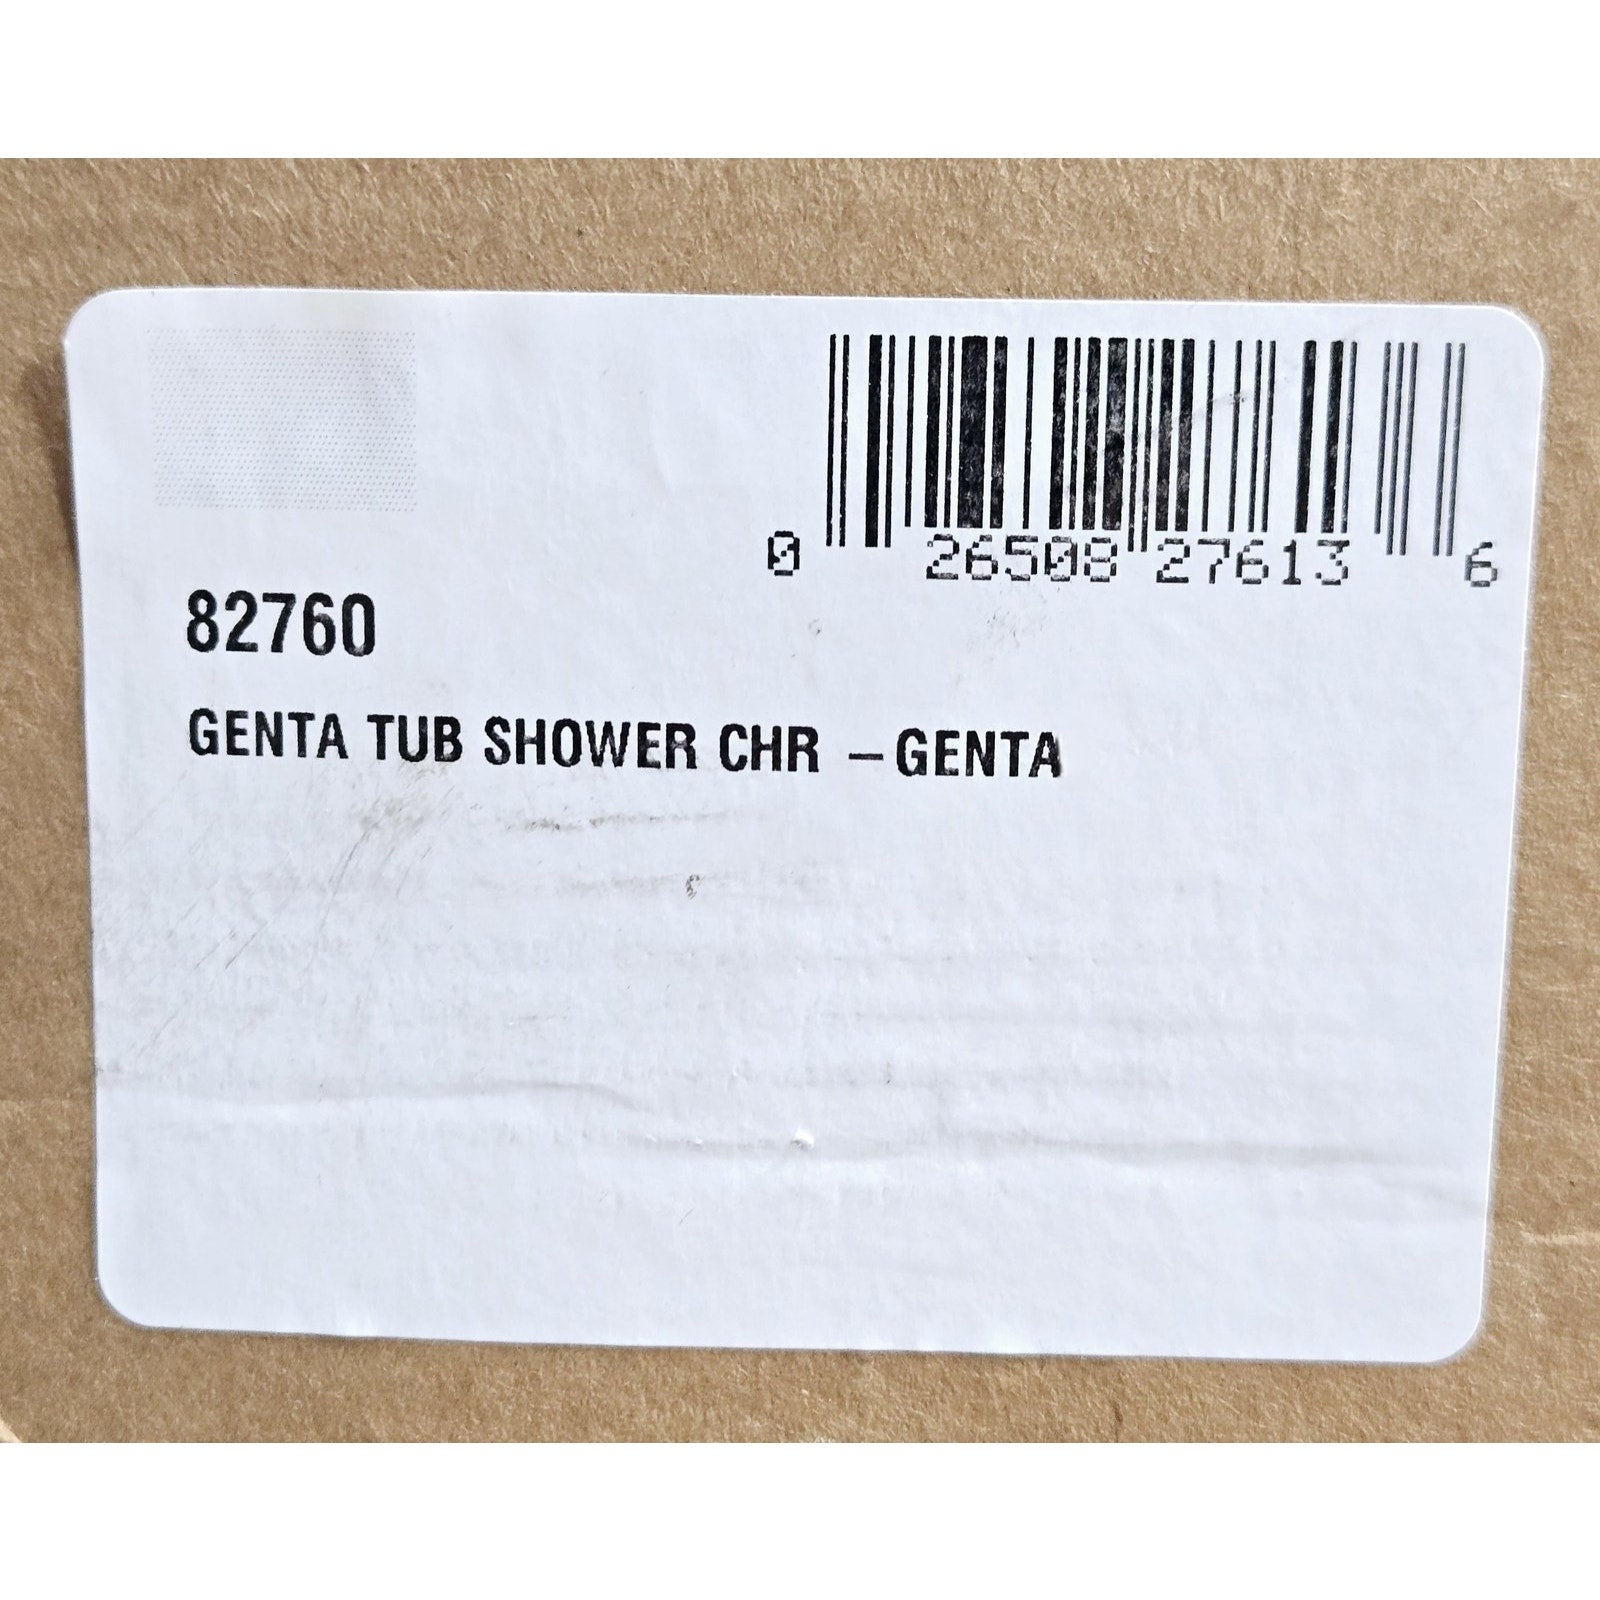 0 26508 27613 6
82760
GENTA TUB SHOWER CHR –GENTA